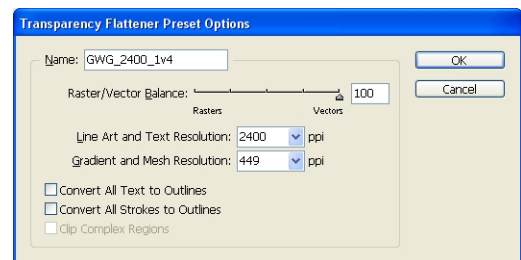 Transparency Flattener Preset Options
Name: GWG_2400_1v4
OK
Raster/Vector Balance: 100
Cancel
Rasters Vectors
Line Art and Text Resolution: 2400 ppi
Gradient and Mesh Resolution: 449 ppi
Convert All Text to Outlines
Convert All Strokes to Outlines
Clip Complex Regions